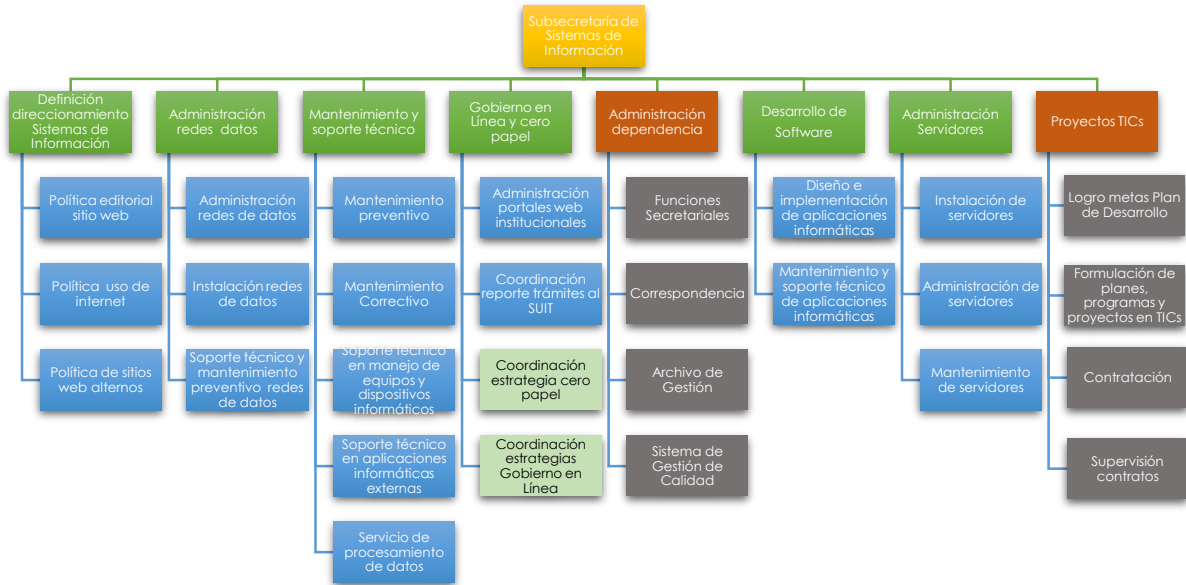 Subsecretaría de
Sistemas de
Información
Definición
direccionamiento
Sistemas de
Información
Administración
redes datos
Mantenimiento y
soporte técnico
Gobierno en
Línea y cero
papel
Administración
dependencia
Desarrollo de
Software
Administración
Servidores
Proyectos TICs
Política editorial
sitio web
Política uso de
internet
Política de sitios
web alternos
Administración
redes de datos
Instalación redes
de datos
Soporte técnico y
mantenimiento
preventivo redes
de datos
Mantenimiento
preventivo
Mantenimiento
Correctivo
Soporte técnico
en manejo de
equipos y
dispositivos
informáticos
Soporte técnico
en aplicaciones
informáticas
externas
Servicio de
procesamiento
de datos
Administración
portales web
institucionales
Coordinación
reporte trámites al
SUIT
Coordinación
estrategia cero
papel
Coordinación
estrategias
Gobierno en
Línea
Funciones
Secretariales
Correspondencia
Archivo de
Gestión
Sistema de
Gestión de
Calidad
Diseño e
implementación
de aplicaciones
informáticas
Mantenimiento y
soporte técnico
de aplicaciones
informáticas
Instalación de
servidores
Administración de
servidores
Mantenimiento
de servidores
Logro metas Plan
de Desarrollo
Formulación de
planes,
programas y
proyectos en TICs
Contratación
Supervisión
contratos